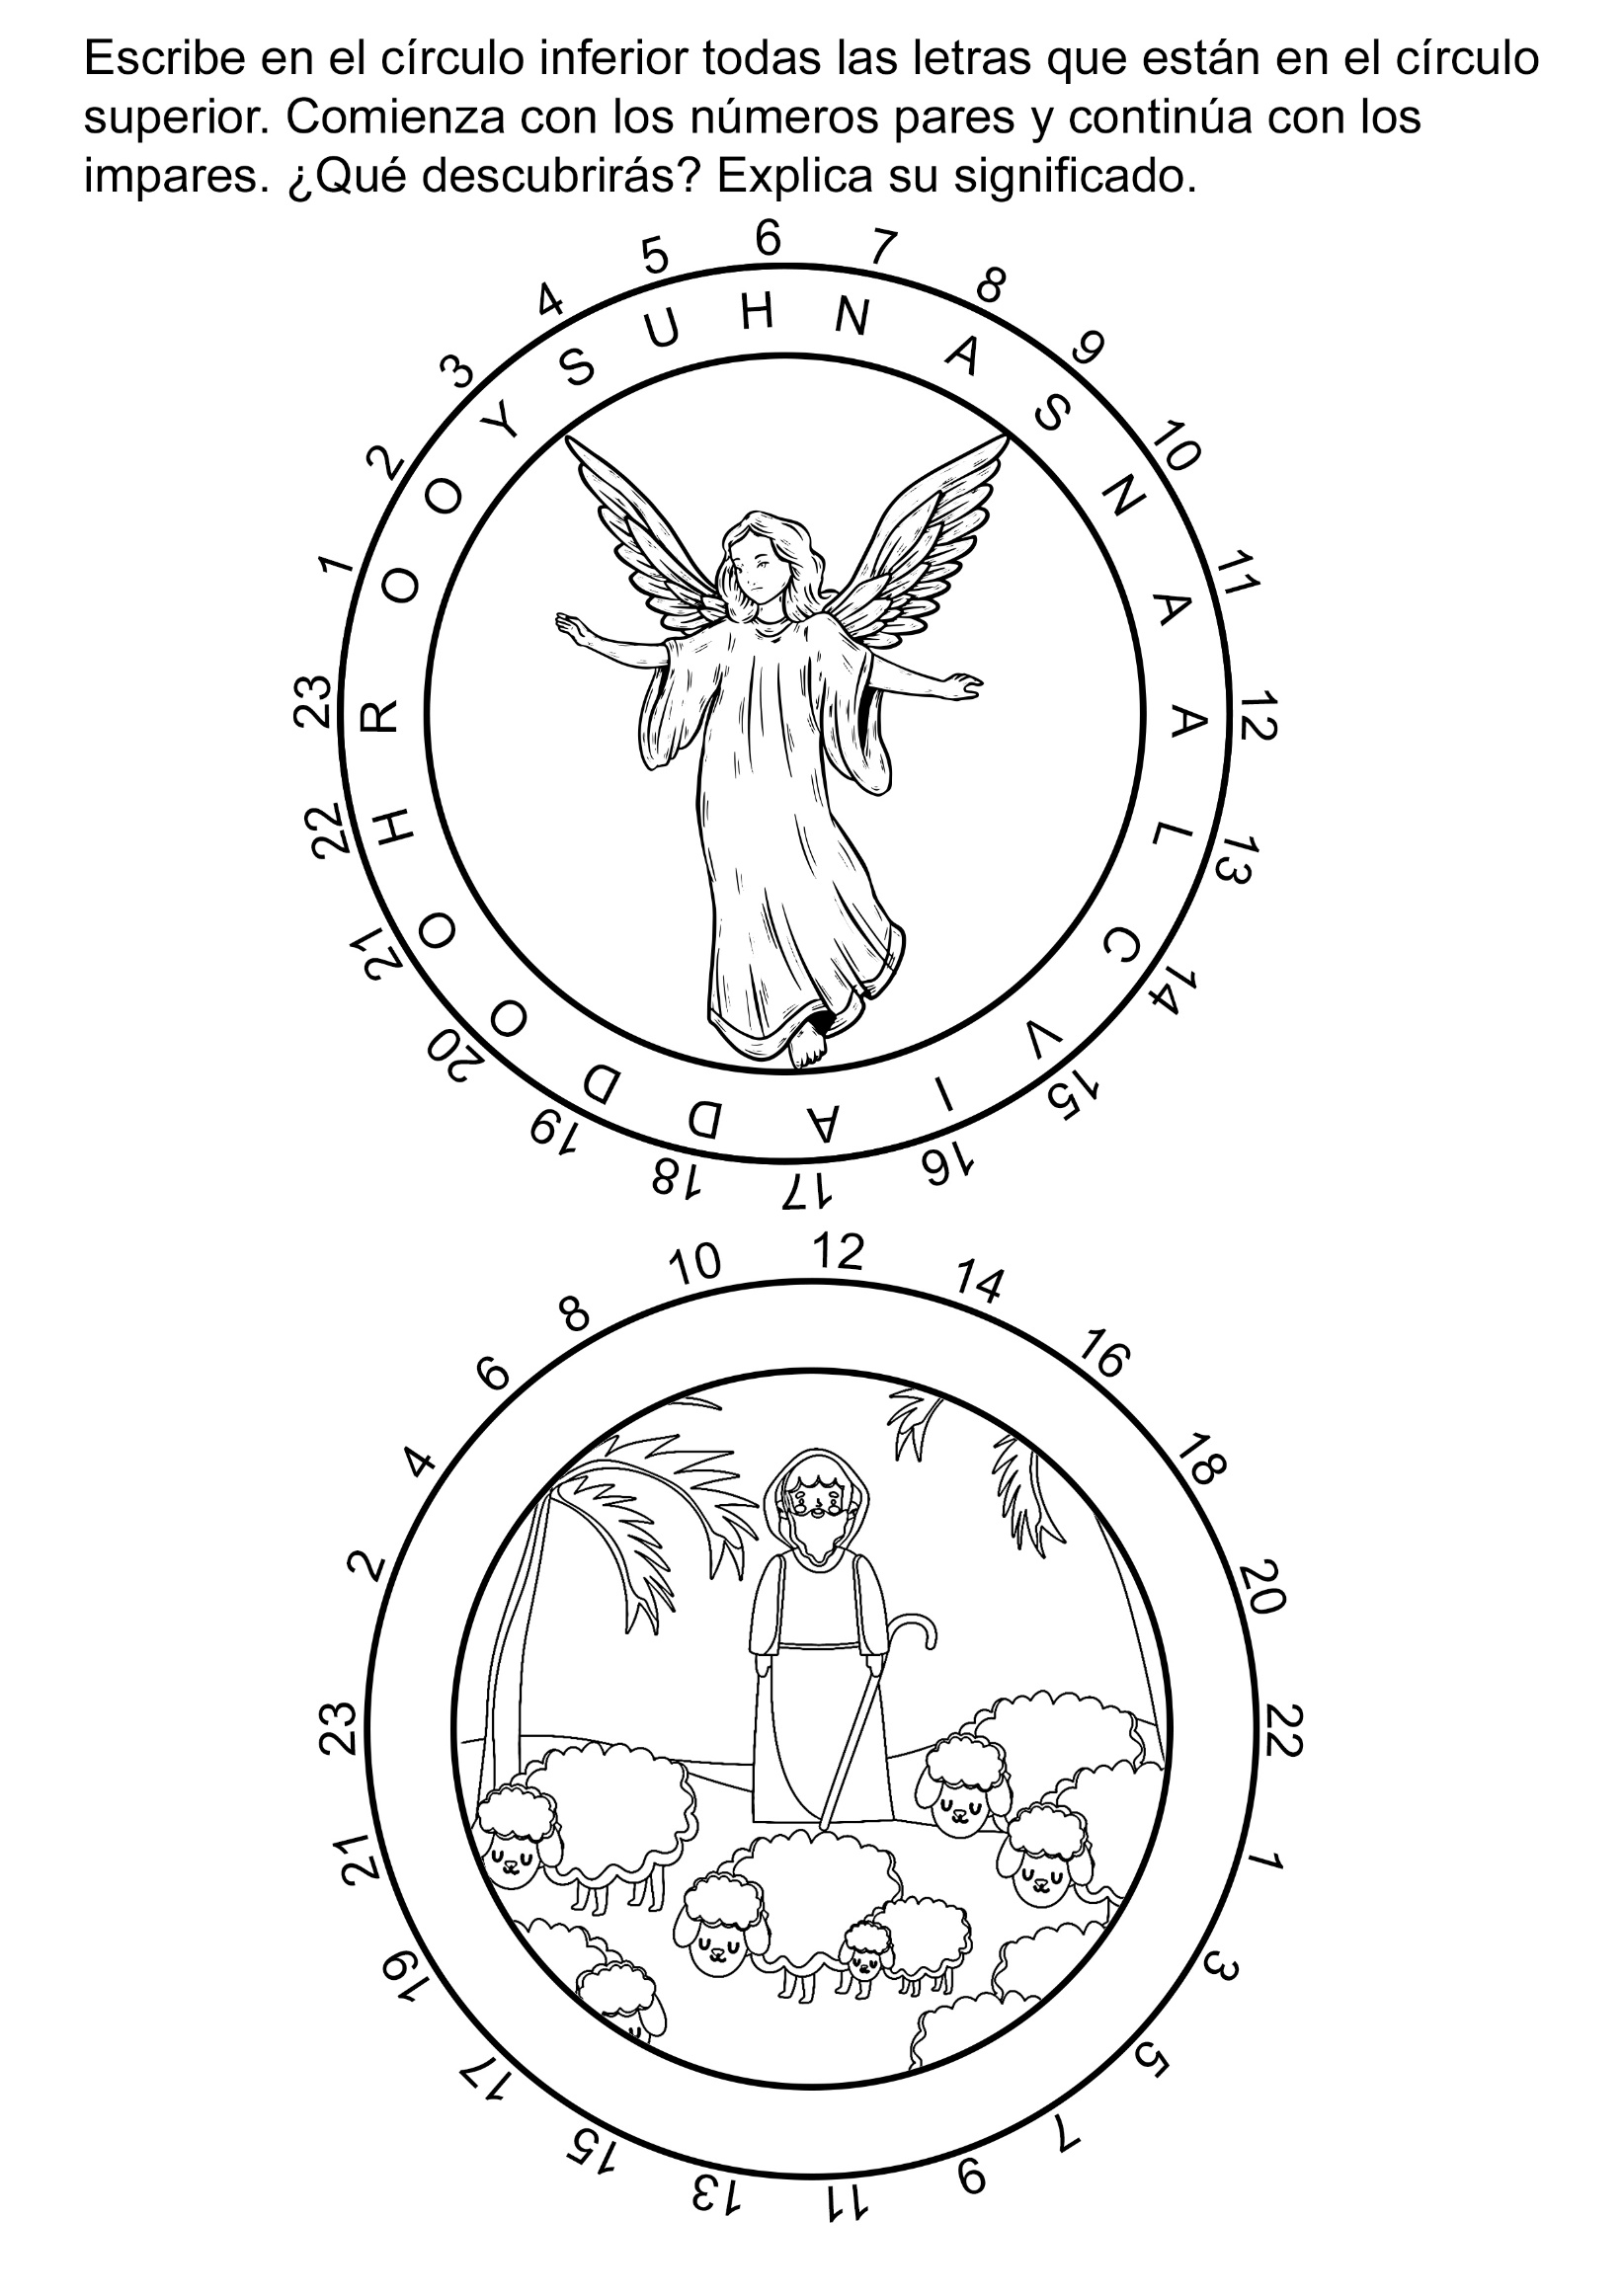 Escribe en el círculo inferior todas las letras que están en el círculo
superior. Comienza con los números pares y continúa con los
impares. ¿Qué descubrirás? Explica su significado.
1 2 3 4 5 6 7 8 9 10 11 12 13 14 15 16 17 18 19 20 21 22 23
O O Y S U H N A S N A A L C V I A D D O O H R
2 4 6 8 10 12 14 16 18 20 22 1 3 5 7 9 11 13 15 17 19 21 23